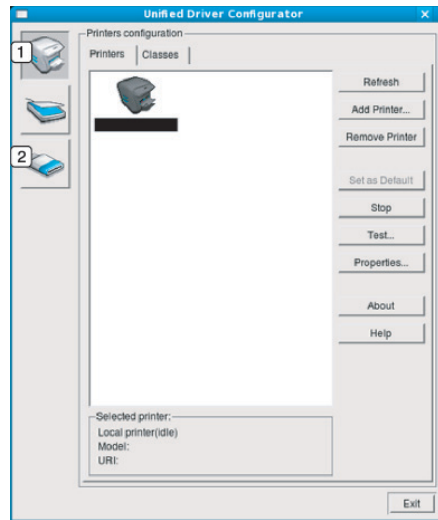 Unified Driver Configurator
1
2
Printers configuration
Printers
Classes
Refresh
Add Printer...
Remove Printer
Set as Default
Stop
Test...
Properties...
About
Help
Selected printer:
Local printer(idle)
Model:
URI:
Exit